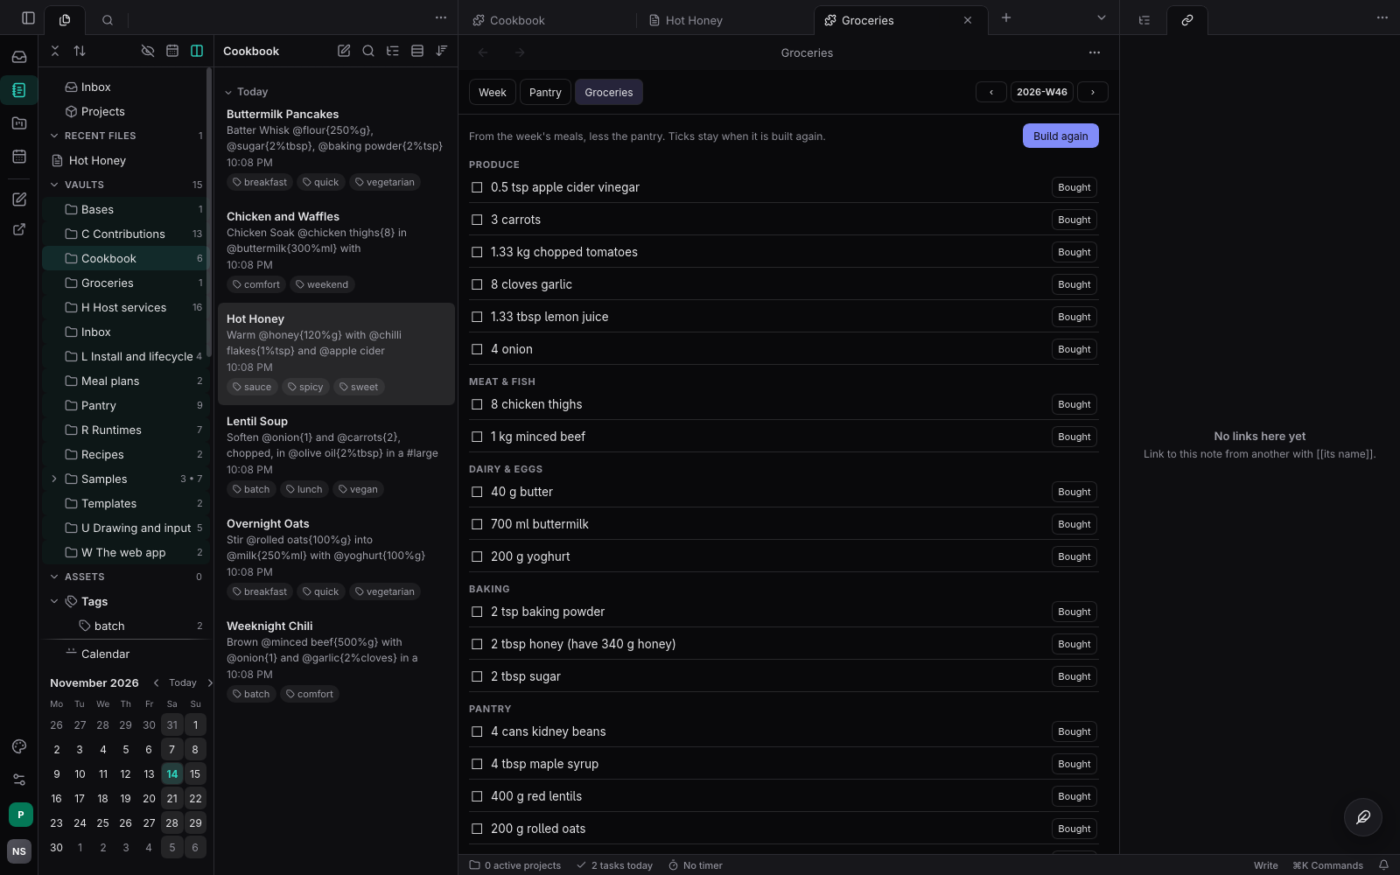 Cookbook
Hot Honey
Groceries
Cookbook
Groceries
Inbox
Projects
RECENT FILES 1
Hot Honey
VAULTS 15
Bases 1
C Contributions 13
Cookbook 6
Groceries 1
H Host services 16
Inbox
L Install and lifecycle 4
Meal plans 2
Pantry 9
R Runtimes 7
Recipes 2
Samples 3 • 7
Templates 2
U Drawing and input 5
W The web app 2
ASSETS 0
Tags
batch 2
Calendar
November 2026 Today
Mo Tu We Th Fr Sa Su
26 27 28 29 30 31 1
2 3 4 5 6 7 8
9 10 11 12 13 14 15
16 17 18 19 20 21 22
23 24 25 26 27 28 29
30 1 2 3 4 5 6
P
NS
Today
Buttermilk Pancakes
Batter Whisk @flour{250%g},
@sugar{2%tbsp}, @baking powder{2%tsp}
10:08 PM
breakfast quick vegetarian
Chicken and Waffles
Chicken Soak @chicken thighs{8} in
@buttermilk{300%ml} with
10:08 PM
comfort weekend
Hot Honey
Warm @honey{120%g} with @chilli
flakes{1%tsp} and @apple cider
10:08 PM
sauce spicy sweet
Lentil Soup
Soften @onion{1} and @carrots{2},
chopped, in @olive oil{2%tbsp} in a #large
10:08 PM
batch lunch vegan
Overnight Oats
Stir @rolled oats{100%g} into
@milk{250%ml} with @yoghurt{100%g}
10:08 PM
breakfast quick vegetarian
Weeknight Chili
Brown @minced beef{500%g} with
@onion{1} and @garlic{2%cloves} in a
10:08 PM
batch comfort
Week Pantry Groceries
‹ 2026-W46 ›
From the week's meals, less the pantry. Ticks stay when it is built again.
Build again
PRODUCE
0.5 tsp apple cider vinegar Bought
3 carrots Bought
1.33 kg chopped tomatoes Bought
8 cloves garlic Bought
1.33 tbsp lemon juice Bought
4 onion Bought
MEAT & FISH
8 chicken thighs Bought
1 kg minced beef Bought
DAIRY & EGGS
40 g butter Bought
700 ml buttermilk Bought
200 g yoghurt Bought
BAKING
2 tsp baking powder Bought
2 tbsp honey (have 340 g honey) Bought
2 tbsp sugar Bought
PANTRY
4 cans kidney beans Bought
4 tbsp maple syrup Bought
400 g red lentils Bought
200 g rolled oats Bought
No links here yet
Link to this note from another with [[its name]].
0 active projects
2 tasks today
No timer
Write
⌘K Commands